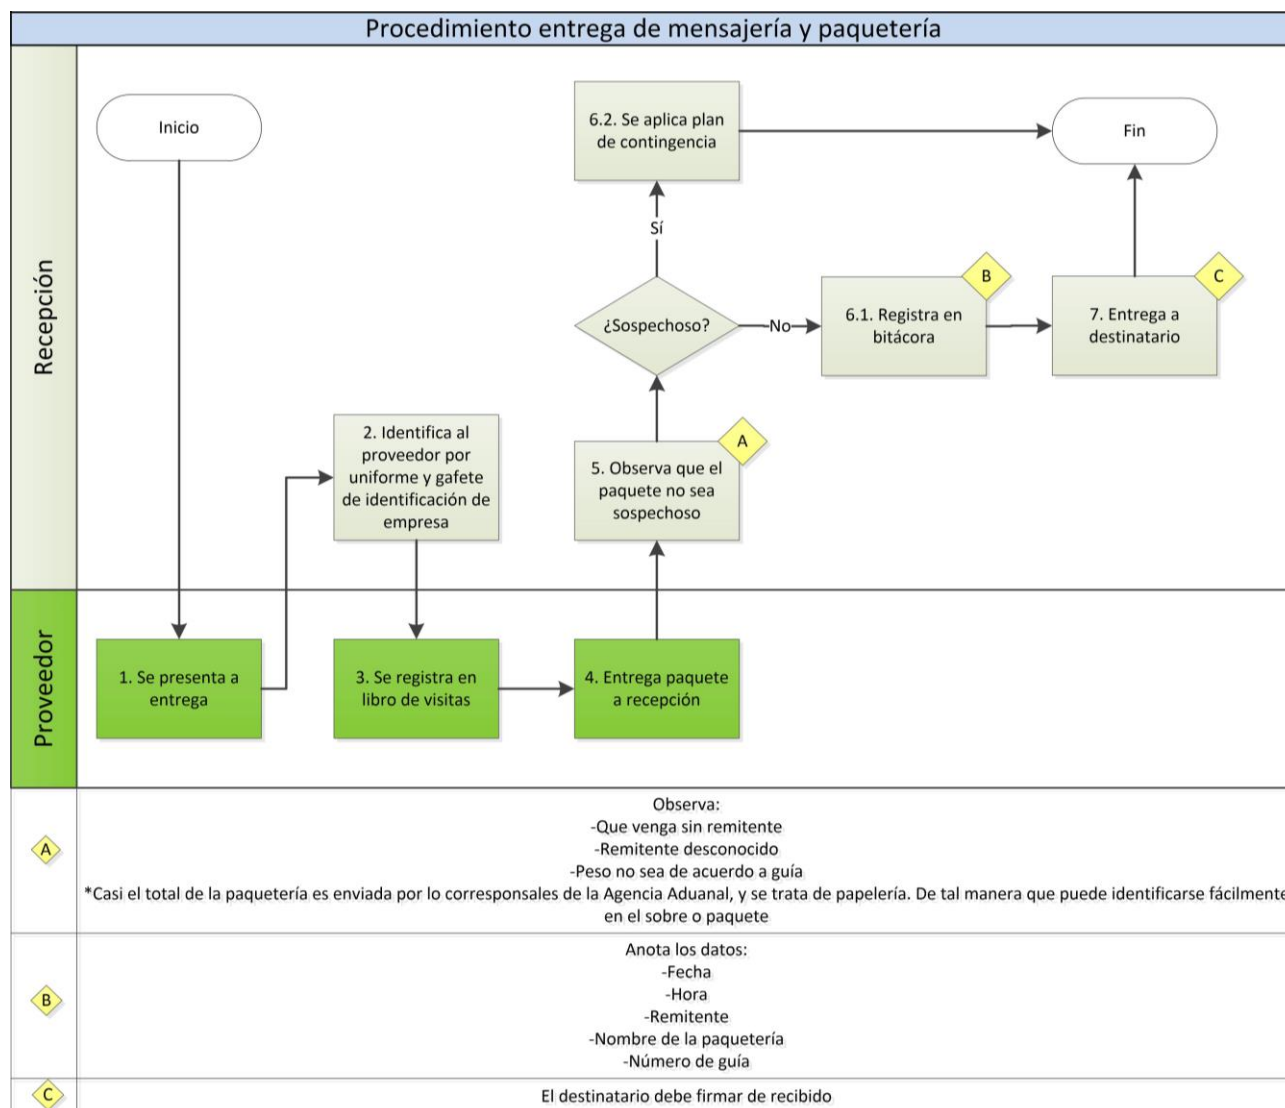 Procedimiento entrega de mensajería y paquetería
Recepción
Inicio
6.2. Se aplica plan
de contingencia
Fin
Sí
¿Sospechoso?
No
6.1. Registra en
bitácora
B
7. Entrega a
destinatario
C
2. Identifica al
proveedor por
uniforme y gafete
de identificación de
empresa
5. Observa que el
paquete no sea
sospechoso
A
Proveedor
1. Se presenta a
entrega
3. Se registra en
libro de visitas
4. Entrega paquete
a recepción
A
Observa:
-Que venga sin remitente
-Remitente desconocido
-Peso no sea de acuerdo a guía
*Casi el total de la paquetería es enviada por lo corresponsales de la Agencia Aduanal, y se trata de papelería. De tal manera que puede identificarse fácilmente
en el sobre o paquete
B
Anota los datos:
-Fecha
-Hora
-Remitente
-Nombre de la paquetería
-Número de guía
C
El destinatario debe firmar de recibido